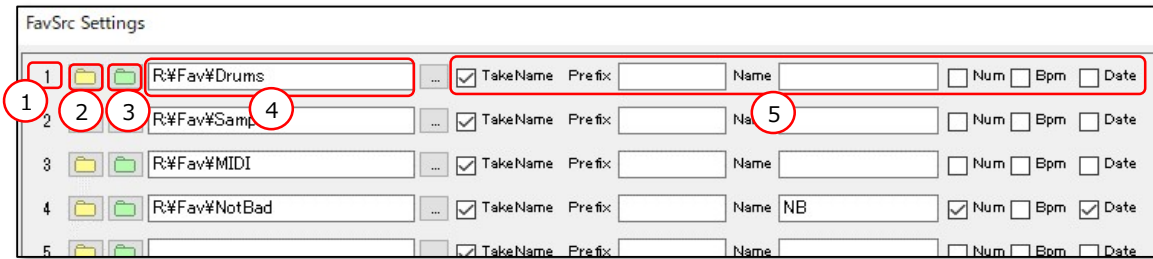 FavSrc Settings
1 R:¥Fav¥Drums ... TakeName Prefix Name Num Bpm Date
1 2 3 4 5
2 R:¥Fav¥Samp ... TakeName Prefix Na Num Bpm Date
3 R:¥Fav¥MIDI ... TakeName Prefix Name Num Bpm Date
4 R:¥Fav¥NotBad ... TakeName Prefix Name NB Num Bpm Date
5 TakeName Prefix Name Num Bpm Date